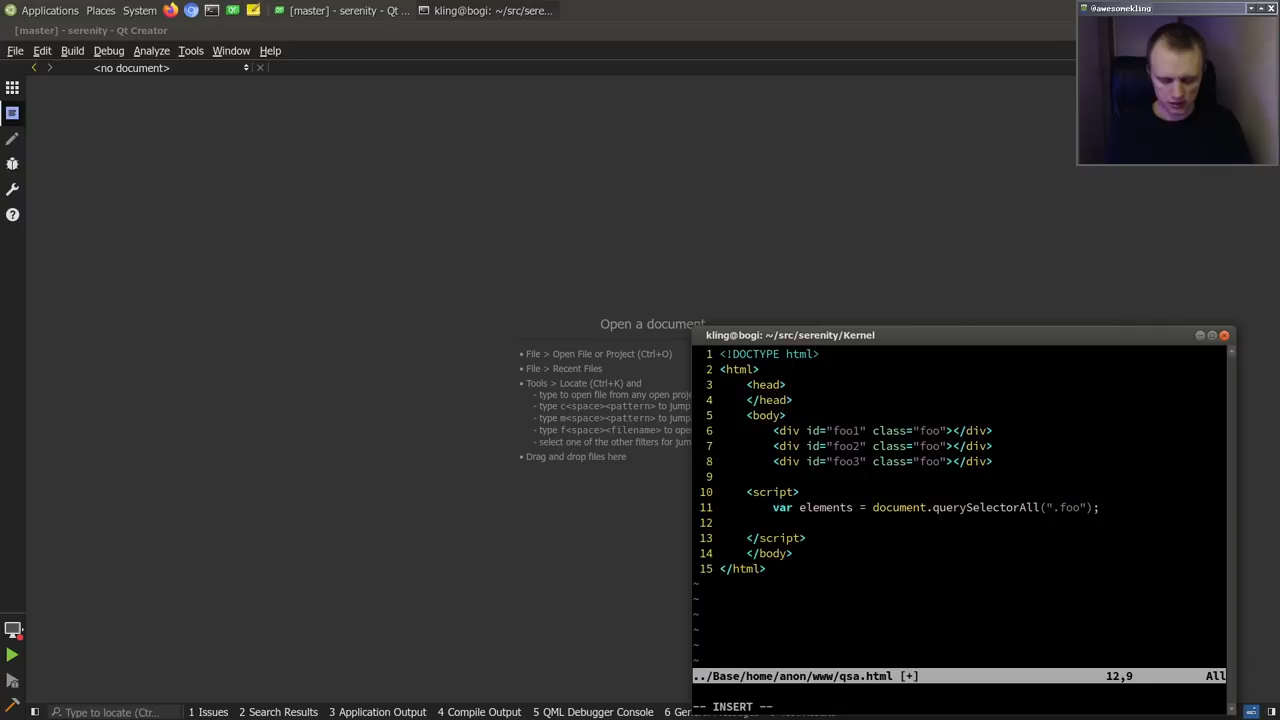 Applications Places System [master] - serenity - Qt ... kling@bogi: ~/src/sere...
@awesomekling
[master] - serenity - Qt Creator
File Edit Build Debug Analyze Tools Window Help
<no document>
Open a document
• File > Open File or Project (Ctrl+O)
• File > Recent Files
• Tools > Locate (Ctrl+K) and
- type to open file from any open proj
- type c<space><pattern> to jump
- type m<space><pattern> to jump
- type f<space><filename> to ope
- select one of the other filters for jum
• Drag and drop files here
kling@bogi: ~/src/serenity/Kernel
1 <!DOCTYPE html>
2 <html>
3 <head>
4 </head>
5 <body>
6 <div id="foo1" class="foo"></div>
7 <div id="foo2" class="foo"></div>
8 <div id="foo3" class="foo"></div>
9
10 <script>
11 var elements = document.querySelectorAll(".foo");
12
13 </script>
14 </body>
15 </html>
~
~
~
~
~
~
../Base/home/anon/www/qsa.html [+] 12,9 All
-- INSERT --
Type to locate (Ctr... 1 Issues 2 Search Results 3 Application Output 4 Compile Output 5 QML Debugger Console 6 Ge